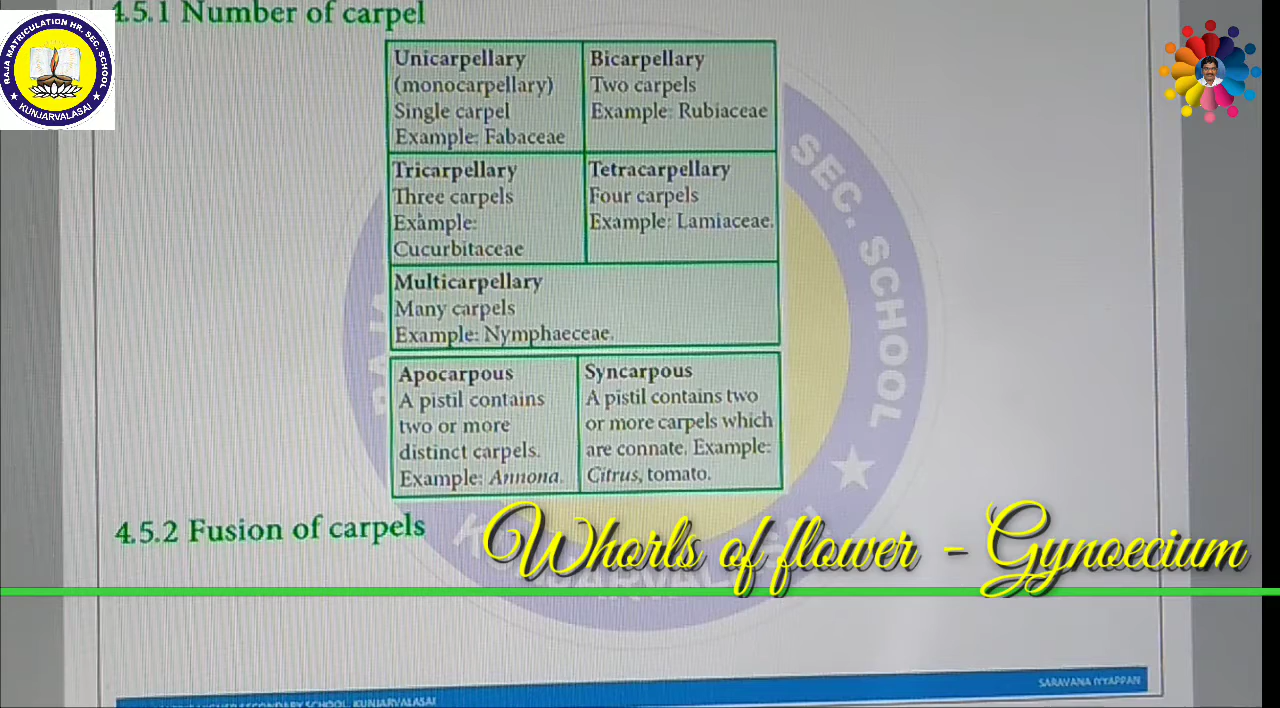 4.5.1 Number of carpel
RAJA MATRICULATION HR. SEC. SCHOOL
KUNJARVALASAI
Unicarpellary
(monocarpellary)
Single carpel
Example: Fabaceae
Bicarpellary
Two carpels
Example: Rubiaceae
Tricarpellary
Three carpels
Example:
Cucurbitaceae
Tetracarpellary
Four carpels
Example: Lamiaceae.
Multicarpellary
Many carpels
Example: Nymphaeceae.
Apocarpous
A pistil contains
two or more
distinct carpels.
Example: Annona.
Syncarpous
A pistil contains two
or more carpels which
are connate. Example:
Citrus, tomato.
SEC. SCHOOL
4.5.2 Fusion of carpels
Whorls of flower - Gynoecium
SARAVANA IYYAPPAN
SECONDARY SCHOOL, KUNJARVALASAI